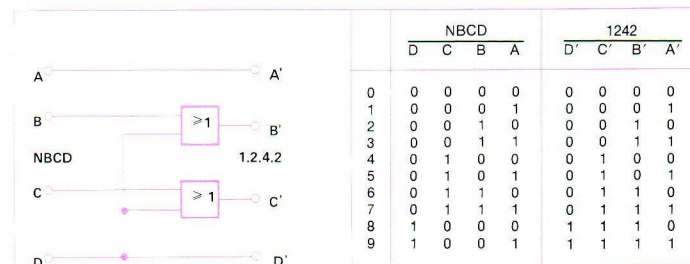 A A'
B ⩾1 B'
NBCD 1.2.4.2
C ⩾ 1 C'
D D'
NBCD 1242
D C B A D' C' B' A'
0 0 0 0 0 0 0 0 0
1 0 0 0 1 0 0 0 1
2 0 0 1 0 0 0 1 0
3 0 0 1 1 0 0 1 1
4 0 1 0 0 0 1 0 0
5 0 1 0 1 0 1 0 1
6 0 1 1 0 0 1 1 0
7 0 1 1 1 0 1 1 1
8 1 0 0 0 1 1 1 0
9 1 0 0 1 1 1 1 1